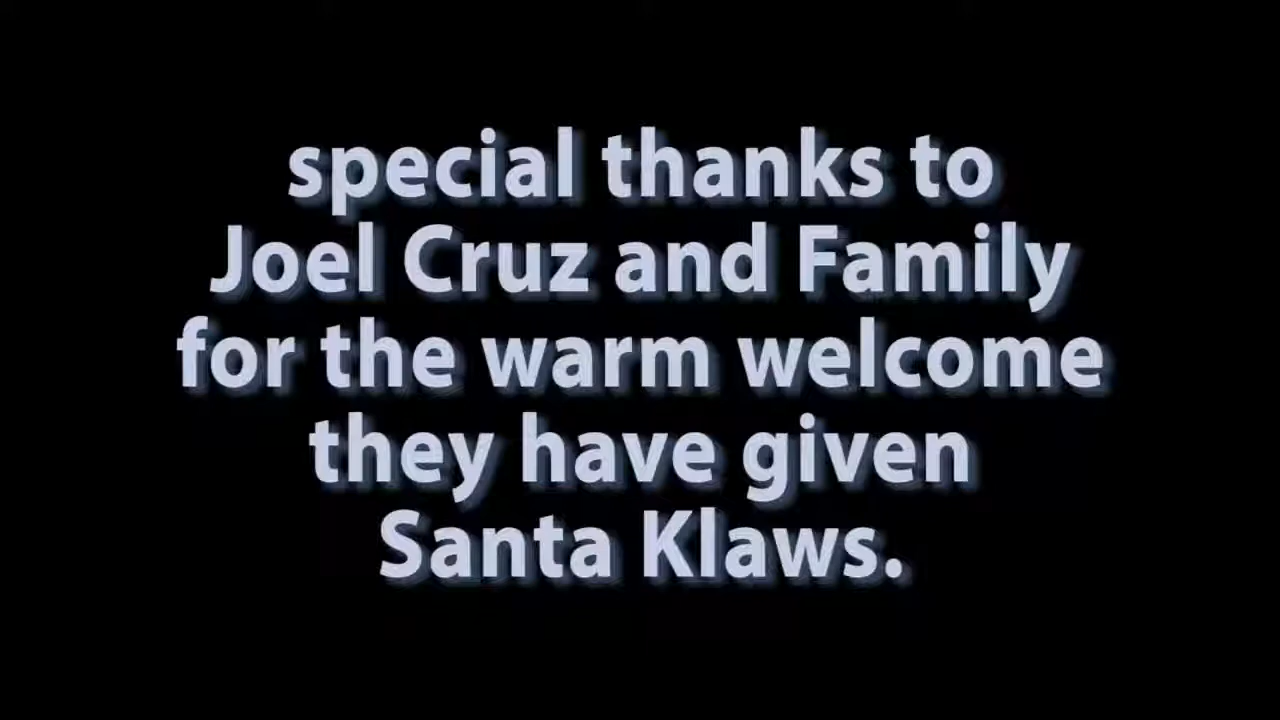 special thanks to
Joel Cruz and Family
for the warm welcome
they have given
Santa Klaws.